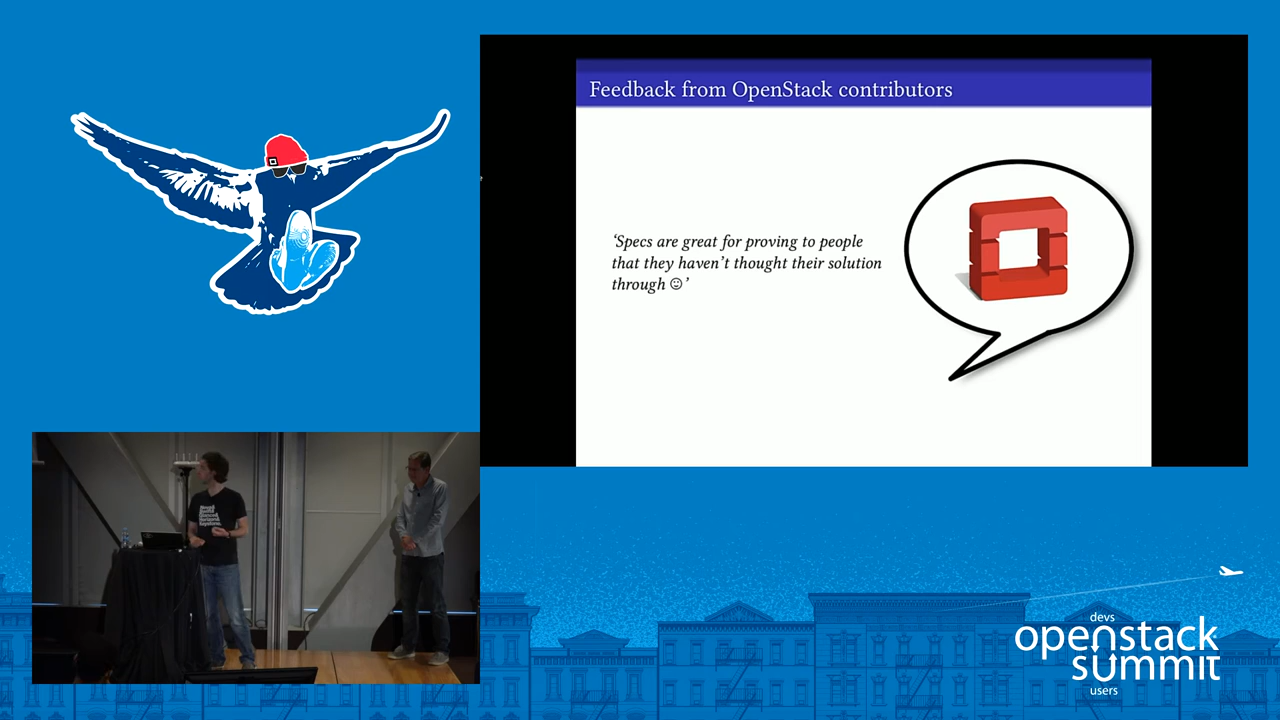 Feedback from OpenStack contributors
‘Specs are great for proving to people
that they haven’t thought their solution
through ☺’
devs
openstack
summit
users